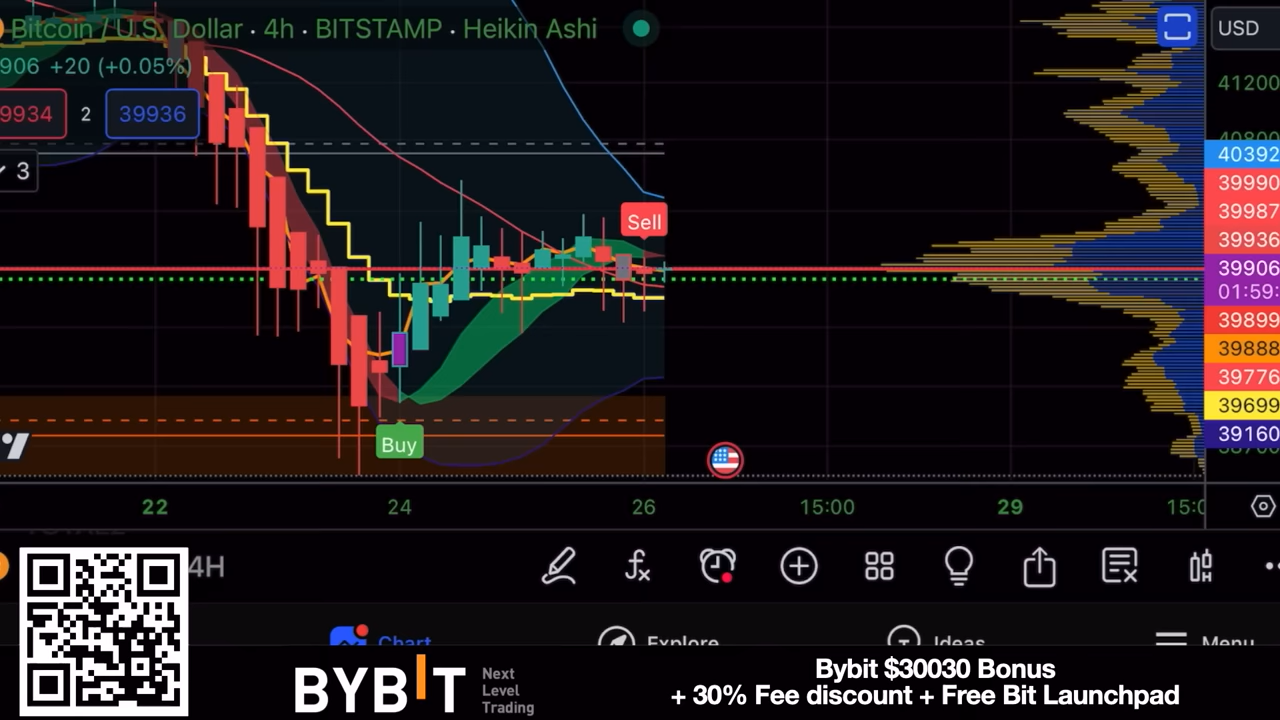 Bitcoin / U.S. Dollar · 4h · BITSTAMP · Heikin Ashi
USD
906 +20 (+0.05%)
41200
9934
2
39936
40800
40392
3
39990
39987
Sell
39936
39906
01:59:
39899
39888
39776
39699
Buy
39160
22
24
26
15:00
29
15:0
4H
Chart
Explore
Ideas
Menu
BYBIT
Next
Level
Trading
Bybit $30030 Bonus
+ 30% Fee discount + Free Bit Launchpad